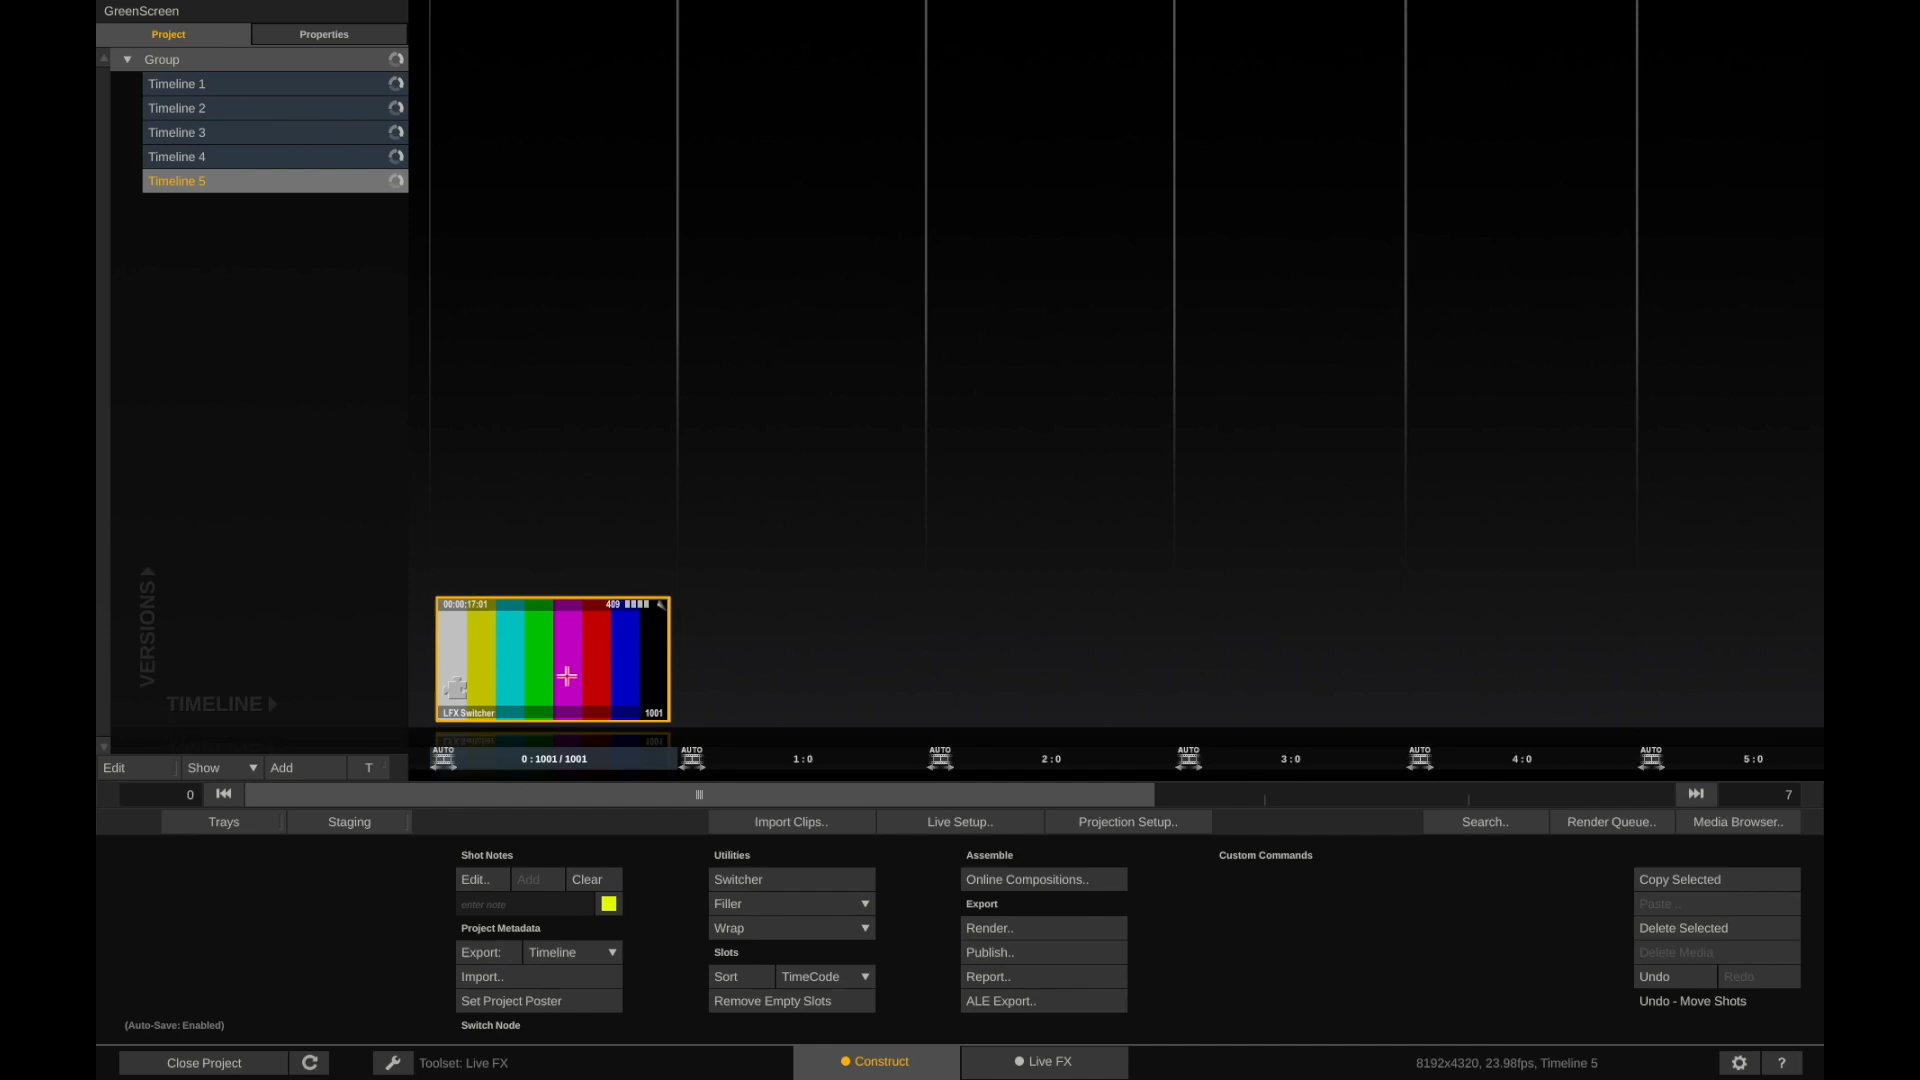 GreenScreen
Project
Properties
Group
Timeline 1
Timeline 2
Timeline 3
Timeline 4
Timeline 5
VERSIONS
TIMELINE
00:00:17:01
409
LFX Switcher
1001
AUTO
0 : 1001 / 1001
AUTO
1 : 0
AUTO
2 : 0
AUTO
3 : 0
AUTO
4 : 0
AUTO
5 : 0
Edit
Show
Add
T
0
7
Trays
Staging
Import Clips..
Live Setup..
Projection Setup..
Search..
Render Queue..
Media Browser..
Shot Notes
Edit..
Add
Clear
enter note
Project Metadata
Export:
Timeline
Import..
Set Project Poster
Switch Node
Utilities
Switcher
Filler
Wrap
Slots
Sort
TimeCode
Remove Empty Slots
Assemble
Online Compositions..
Export
Render..
Publish..
Report..
ALE Export..
Custom Commands
Copy Selected
Paste ..
Delete Selected
Delete Media
Undo
Redo
Undo - Move Shots
(Auto-Save: Enabled)
Close Project
Toolset: Live FX
Construct
Live FX
8192x4320, 23.98fps, Timeline 5
?